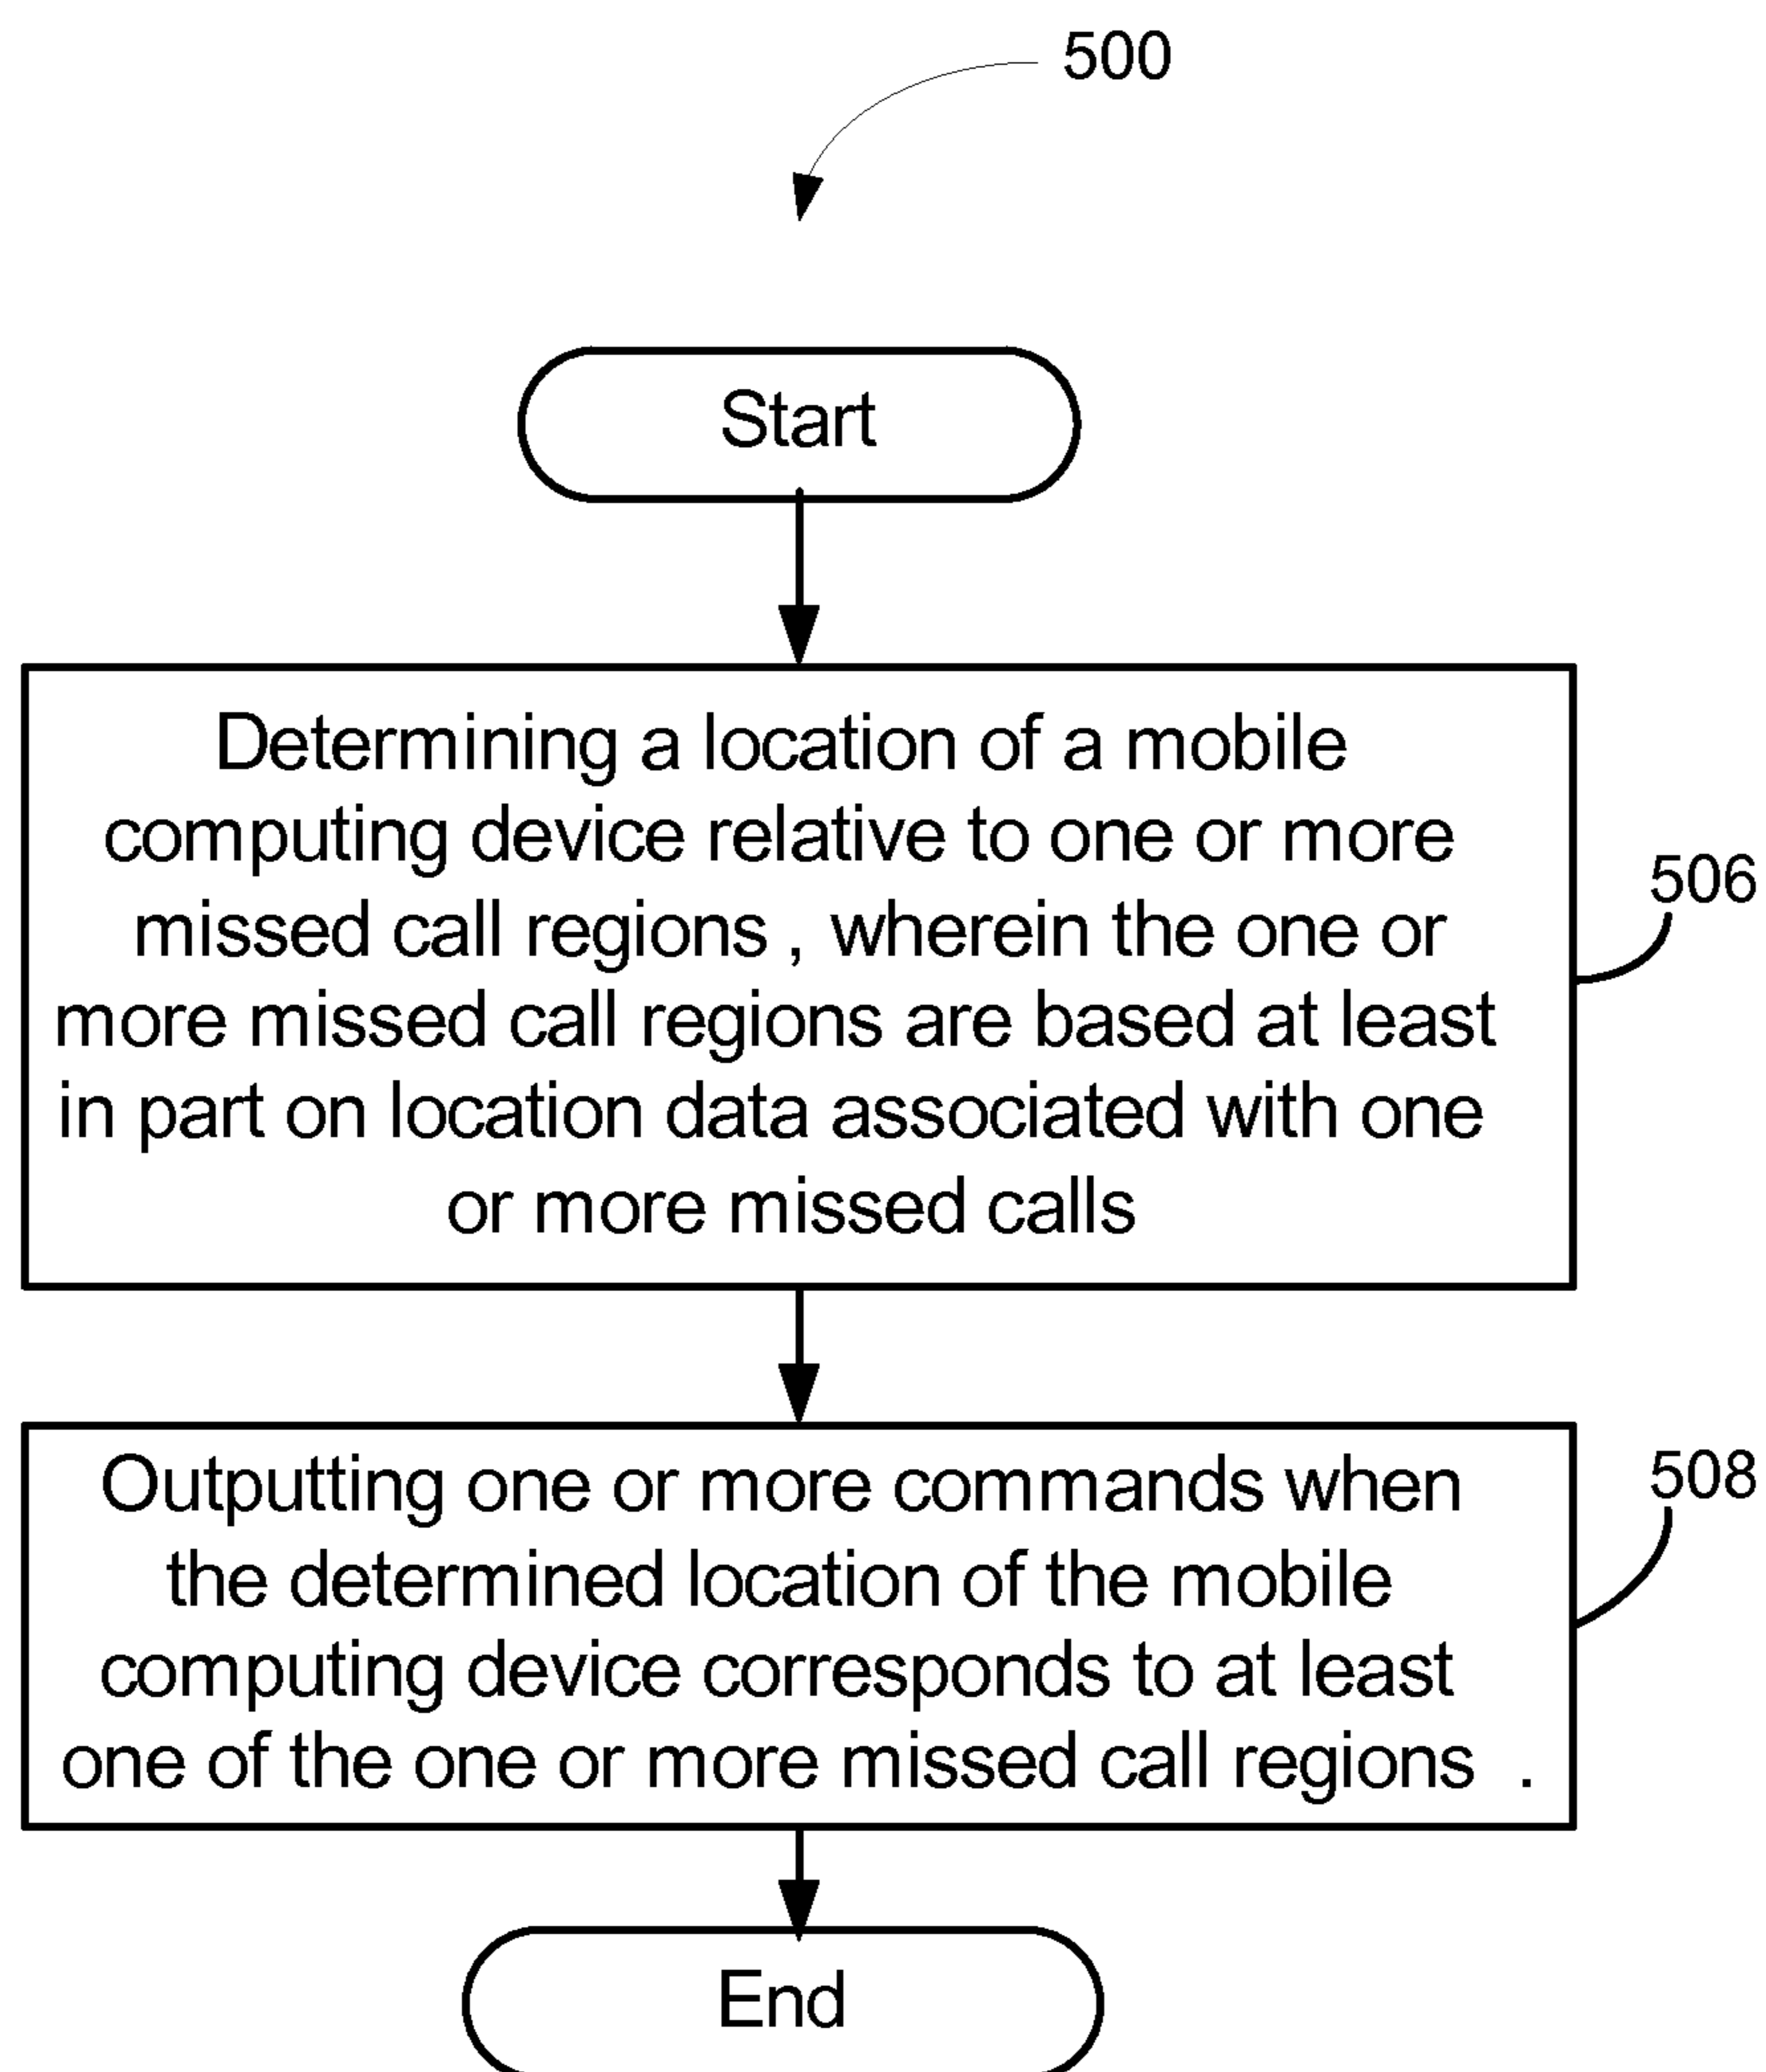 500
Start
Determining a location of a mobile
computing device relative to one or more
missed call regions , wherein the one or
more missed call regions are based at least
in part on location data associated with one
or more missed calls
506
Outputting one or more commands when
the determined location of the mobile
computing device corresponds to at least
one of the one or more missed call regions .
508
End